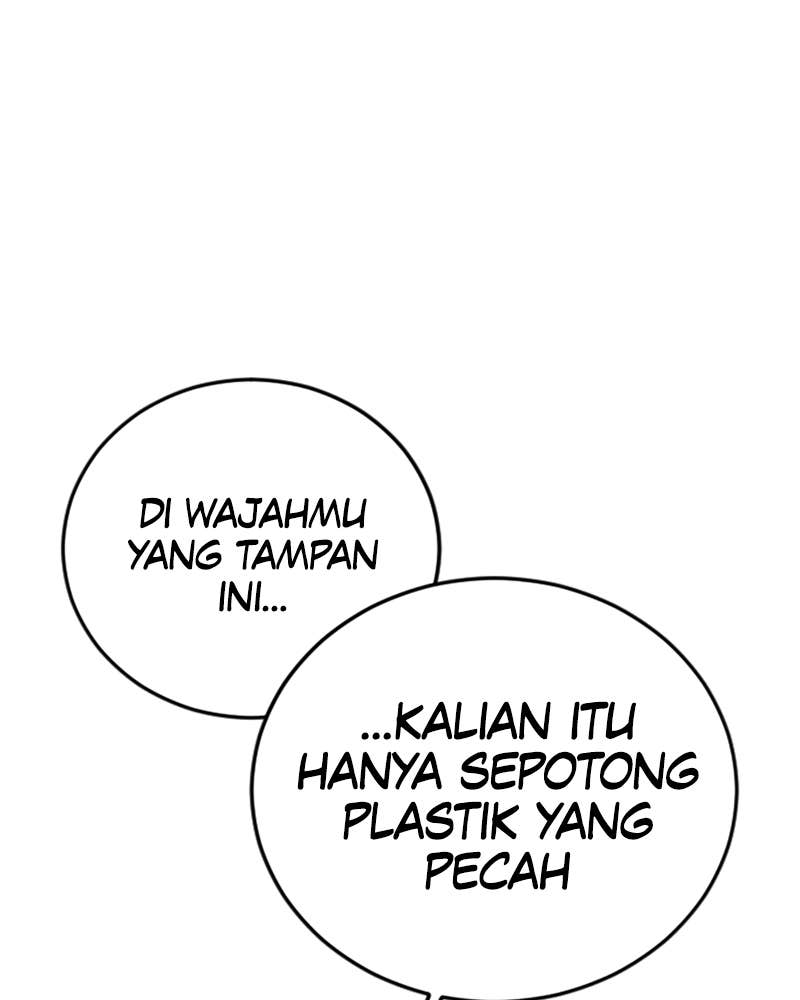 DI WAJAHMU
YANG TAMPAN
INI...
...KALIAN ITU
HANYA SEPOTONG
PLASTIK YANG
PECAH